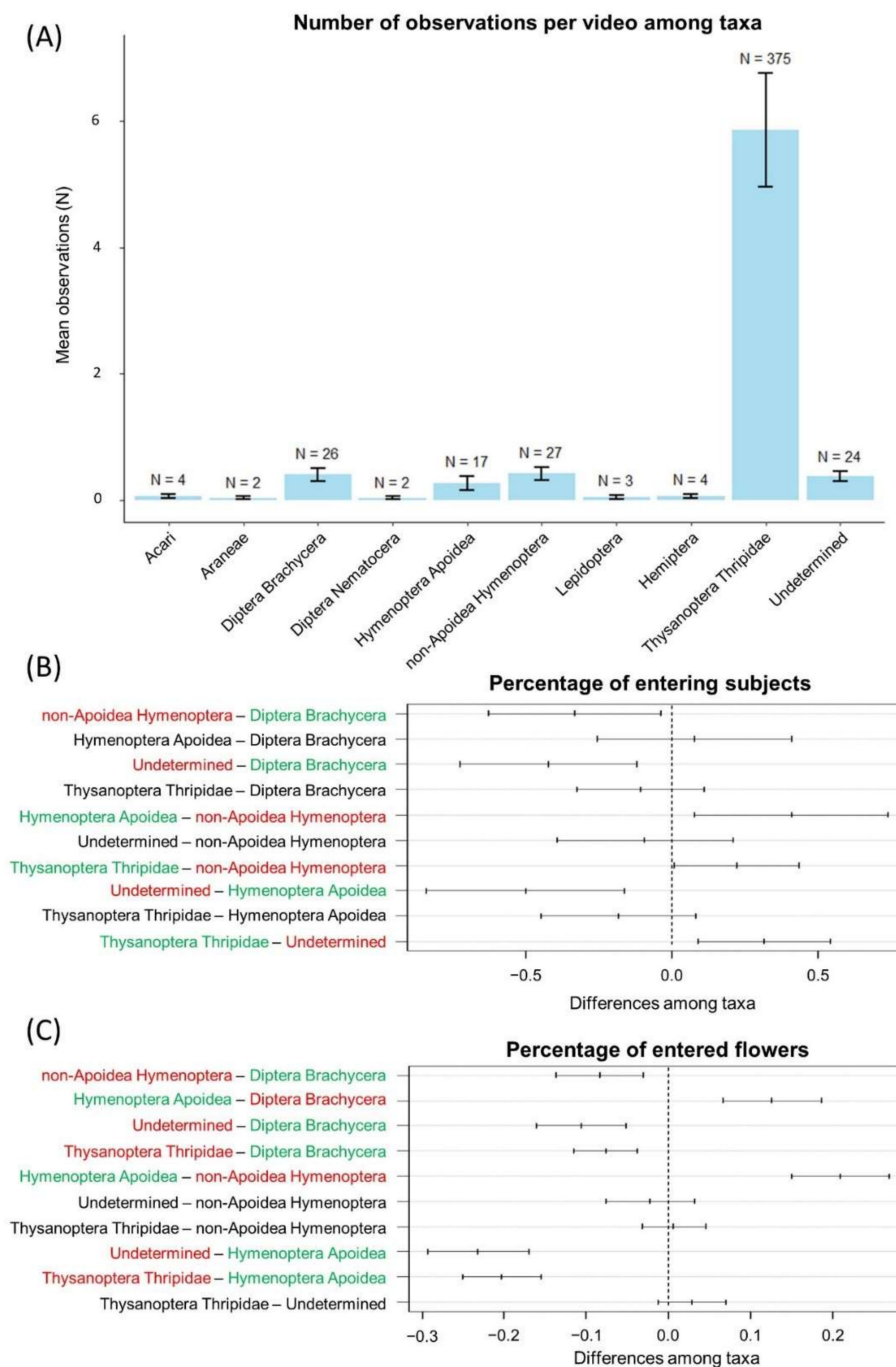 (A)
Number of observations per video among taxa
Mean observations (N)
6
4
2
0
N = 4
N = 2
N = 26
N = 2
N = 17
N = 27
N = 3
N = 4
N = 375
N = 24
Acari
Araneae
Diptera Brachycera
Diptera Nematocera
Hymenoptera Apoidea
non-Apoidea Hymenoptera
Lepidoptera
Hemiptera
Thysanoptera Thripidae
Undetermined
(B)
Percentage of entering subjects
non-Apoidea Hymenoptera – Diptera Brachycera
Hymenoptera Apoidea – Diptera Brachycera
Undetermined – Diptera Brachycera
Thysanoptera Thripidae – Diptera Brachycera
Hymenoptera Apoidea – non-Apoidea Hymenoptera
Undetermined – non-Apoidea Hymenoptera
Thysanoptera Thripidae – non-Apoidea Hymenoptera
Undetermined – Hymenoptera Apoidea
Thysanoptera Thripidae – Hymenoptera Apoidea
Thysanoptera Thripidae – Undetermined
−0.5 0.0 0.5
Differences among taxa
(C)
Percentage of entered flowers
non-Apoidea Hymenoptera – Diptera Brachycera
Hymenoptera Apoidea – Diptera Brachycera
Undetermined – Diptera Brachycera
Thysanoptera Thripidae – Diptera Brachycera
Hymenoptera Apoidea – non-Apoidea Hymenoptera
Undetermined – non-Apoidea Hymenoptera
Thysanoptera Thripidae – non-Apoidea Hymenoptera
Undetermined – Hymenoptera Apoidea
Thysanoptera Thripidae – Hymenoptera Apoidea
Thysanoptera Thripidae – Undetermined
−0.3 −0.2 −0.1 0.0 0.1 0.2
Differences among taxa